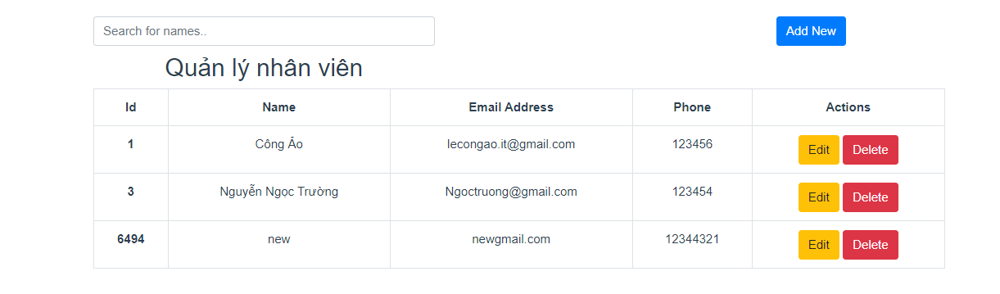 Search for names.. Add New
Quản lý nhân viên
Id Name Email Address Phone Actions
1 Công Ảo lecongao.it@gmail.com 123456 Edit Delete
3 Nguyễn Ngọc Trường Ngoctruong@gmail.com 123454 Edit Delete
6494 new newgmail.com 12344321 Edit Delete